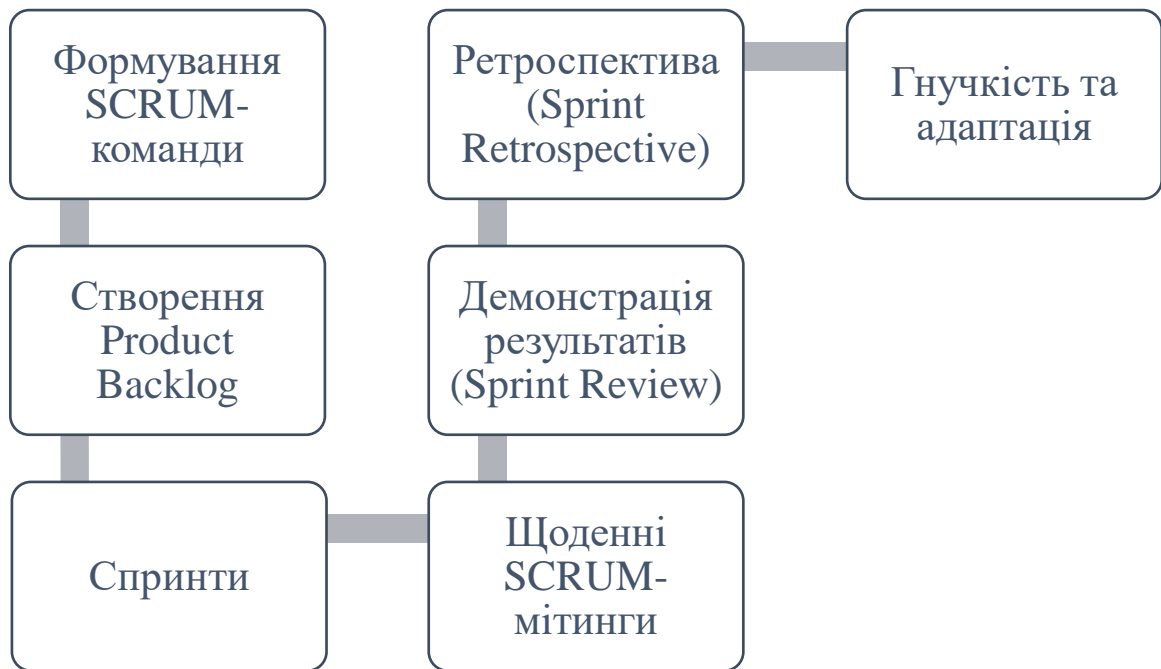 Формування
SCRUM-
команди
Створення
Product
Backlog
Спринти
Щоденні
SCRUM-
мітинги
Демонстрація
результатів
(Sprint Review)
Ретроспектива
(Sprint
Retrospective)
Гнучкість та
адаптація